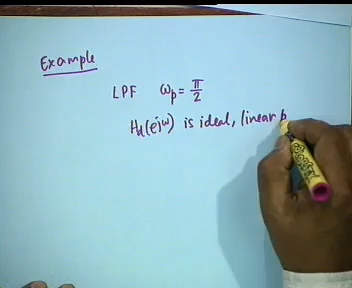 Example
LPF ωp = π/2
Hd(e^jω) is ideal, linear p